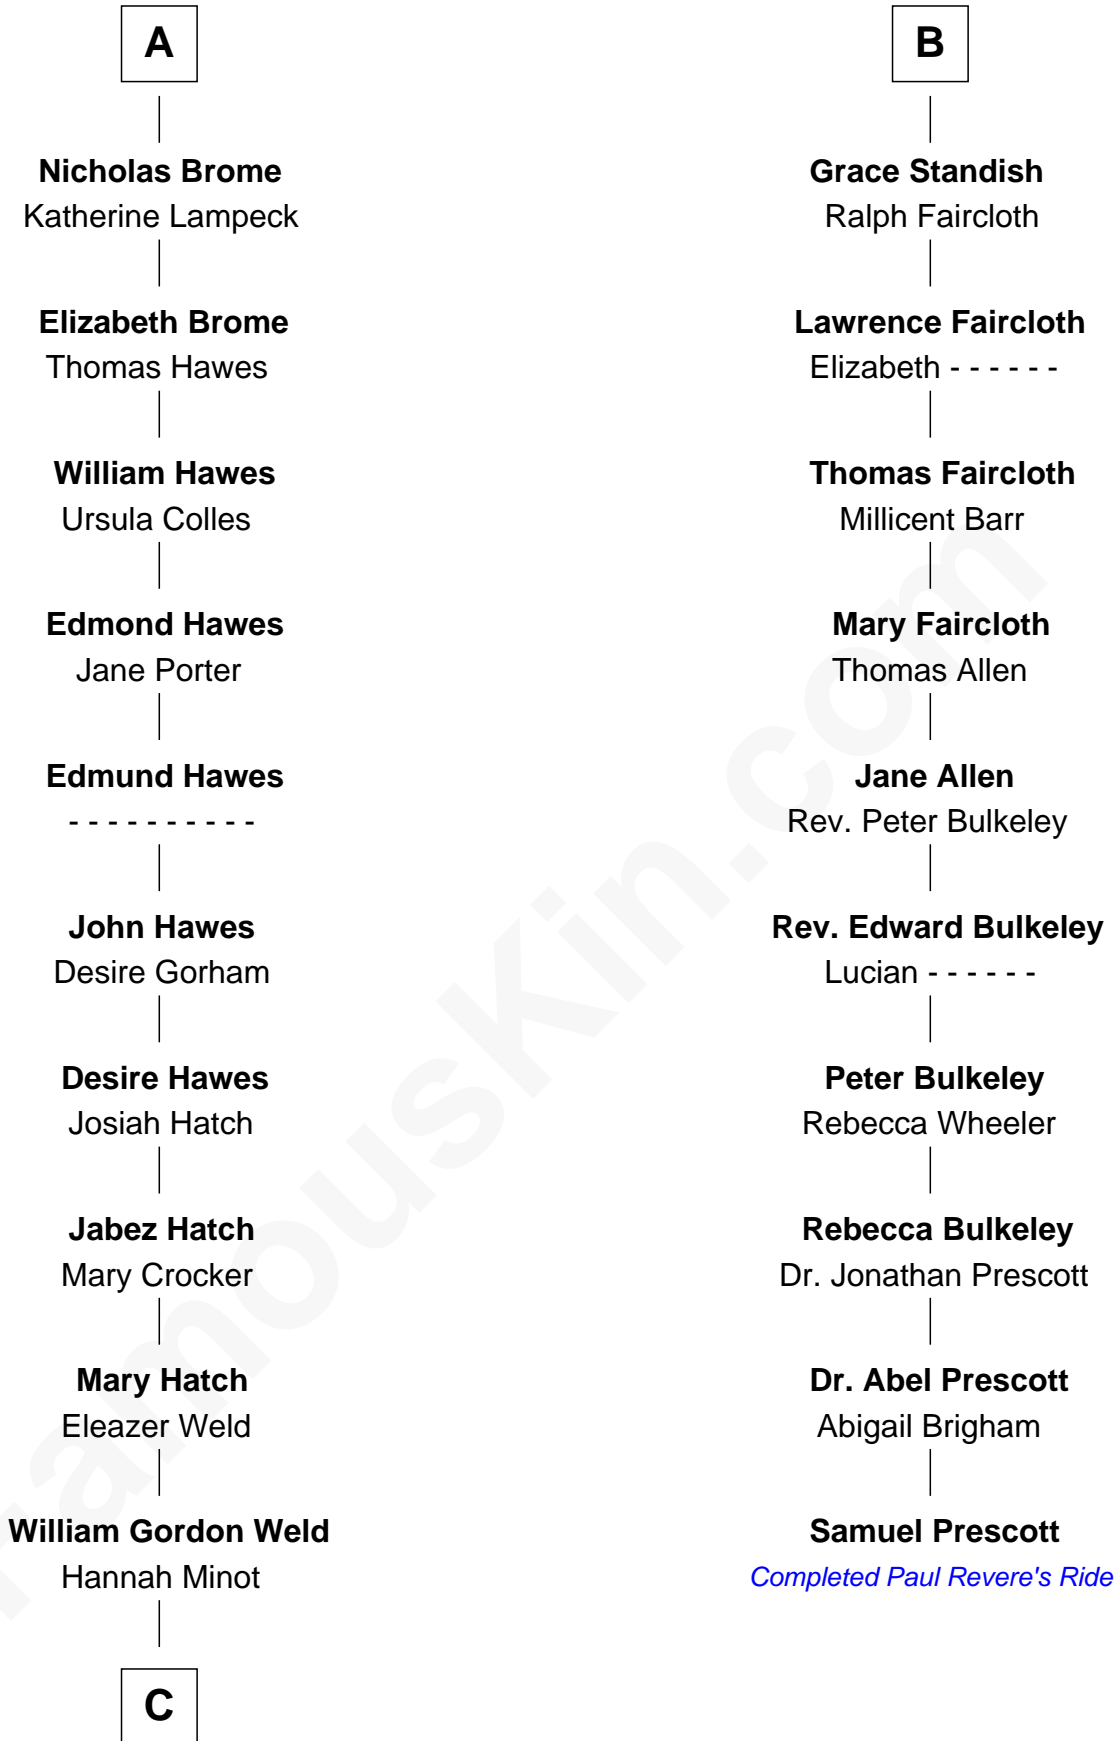 A
Nicholas Brome
Katherine Lampeck
Elizabeth Brome
Thomas Hawes
William Hawes
Ursula Colles
Edmond Hawes
Jane Porter
Edmund Hawes
- - - - - - - - - -
John Hawes
Desire Gorham
Desire Hawes
Josiah Hatch
Jabez Hatch
Mary Crocker
Mary Hatch
Eleazer Weld
William Gordon Weld
Hannah Minot
C
B
Grace Standish
Ralph Faircloth
Lawrence Faircloth
Elizabeth - - - - - -
Thomas Faircloth
Millicent Barr
Mary Faircloth
Thomas Allen
Jane Allen
Rev. Peter Bulkeley
Rev. Edward Bulkeley
Lucian - - - - - -
Peter Bulkeley
Rebecca Wheeler
Rebecca Bulkeley
Dr. Jonathan Prescott
Dr. Abel Prescott
Abigail Brigham
Samuel Prescott
Completed Paul Revere's Ride
FamousKin.com